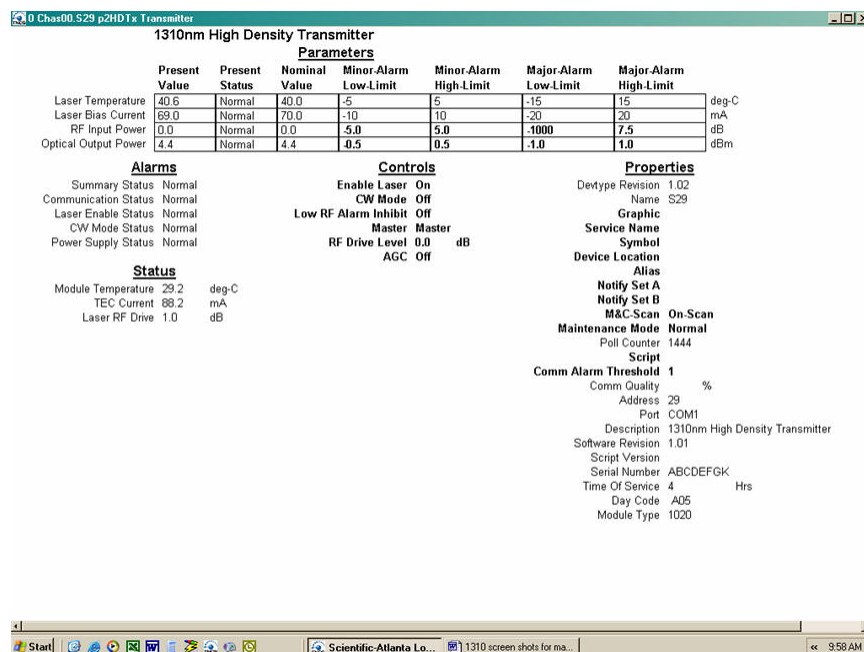 0 Chas00.S29 p2HDTx Transmitter
1310nm High Density Transmitter
Parameters
Present Value Present Status Nominal Value Minor-Alarm Low-Limit Minor-Alarm High-Limit Major-Alarm Low-Limit Major-Alarm High-Limit
Laser Temperature 40.6 Normal 40.0 -5 5 -15 15 deg-C
Laser Bias Current 69.0 Normal 70.0 -10 10 -20 20 mA
RF Input Power 0.0 Normal 0.0 -5.0 5.0 -1000 7.5 dB
Optical Output Power 4.4 Normal 4.4 -0.5 0.5 -1.0 1.0 dBm
Alarms
Summary Status Normal
Communication Status Normal
Laser Enable Status Normal
CW Mode Status Normal
Power Supply Status Normal
Status
Module Temperature 29.2 deg-C
TEC Current 88.2 mA
Laser RF Drive 1.0 dB
Controls
Enable Laser On
CW Mode Off
Low RF Alarm Inhibit Off
Master Master
RF Drive Level 0.0 dB
AGC Off
Properties
Devtype Revision 1.02
Name S29
Graphic
Service Name
Symbol
Device Location
Alias
Notify Set A
Notify Set B
M&C-Scan On-Scan
Maintenance Mode Normal
Poll Counter 1444
Script
Comm Alarm Threshold 1
Comm Quality %
Address 29
Port COM1
Description 1310nm High Density Transmitter
Software Revision 1.01
Script Version
Serial Number ABCDEFGK
Time Of Service 4 Hrs
Day Code A05
Module Type 1020
Start Scientific-Atlanta Lo... 1310 screen shots for ma... « 9:58 AM